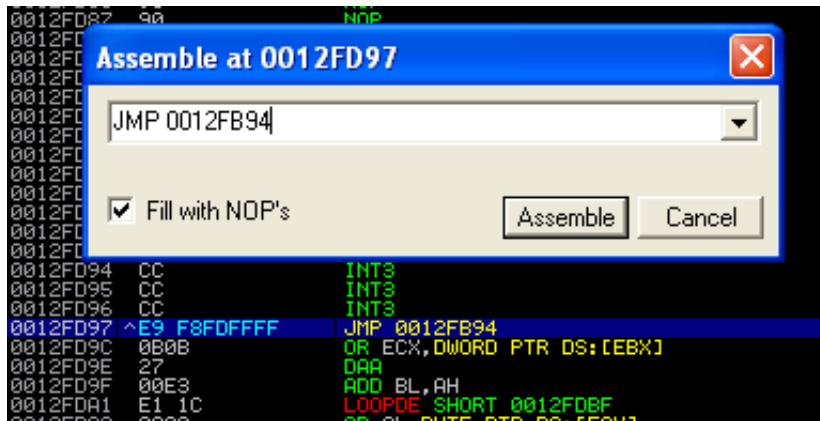 0012FD87 90 NOP
Assemble at 0012FD97
JMP 0012FB94
Fill with NOP's
Assemble Cancel
0012FD94 CC INT3
0012FD95 CC INT3
0012FD96 CC INT3
0012FD97 ^E9 F8FDFFFF JMP 0012FB94
0012FD9C 0B0B OR ECX,DWORD PTR DS:[EBX]
0012FD9E 27 DAA
0012FD9F 00E3 ADD BL,AH
0012FDA1 E1 1C LOOPDE SHORT 0012FDBF